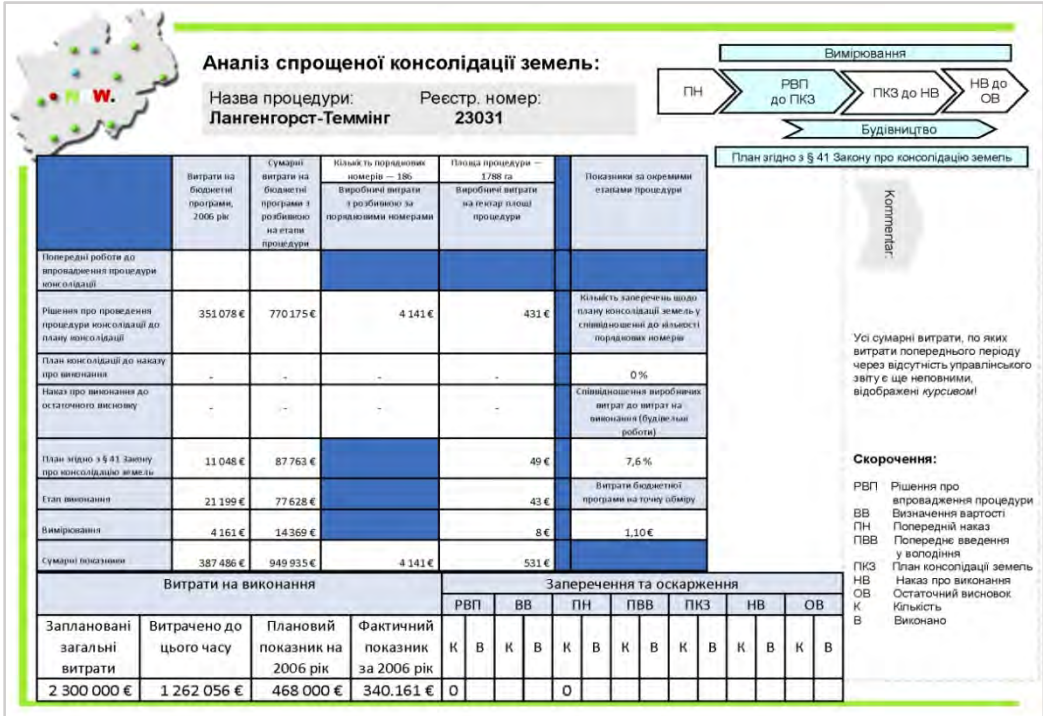 N W.
Аналіз спрощеної консолідації земель:
Назва процедури: Реєстр. номер:
Лангенгорст-Теммінг 23031
Вимірювання
ПН
РВП
до ПКЗ
ПКЗ до НВ
НВ до
ОВ
Будівництво
План згідно з § 41 Закону про консолідацію земель
Витрати на
бюджетні
програми,
2006 рік
Сумарні
витрати на
бюджетні
програми з
розбивкою
на етапи
процедури
Кількість порядкових
номерів — 186
Виробничі витрати
з розбивкою за
порядковими номерами
Площа процедури —
1788 га
Виробничі витрати
на гектар площі
процедури
Показники за окремими
етапами процедури
Попередні роботи до
впровадження процедури
консолідації
Рішення про проведення
процедури консолідації до
плану консолідації
351 078 € 770 175 € 4 141 € 431 €
Кількість заперечень щодо
плану консолідації земель у
співвідношенні до кількості
порядкових номерів
План консолідації до наказу
про виконання
- - - - 0 %
Наказ про виконання до
остаточного висновку
- - - -
Співвідношення виробничих
витрат до витрат на
виконання (будівельні
роботи)
План згідно з § 41 Закону
про консолідацію земель
11 048 € 87 763 € 49 € 7,6 %
Етап виконання
21 199 € 77 628 € 43 €
Витрати бюджетної
програми на точку обміру
Вимірювання
4 161 € 14 369 € 8 € 1,10 €
Сумарні показники
387 486 € 949 935 € 4 141 € 531 €
Kommentar:
Усі сумарні витрати, по яких
витрати попереднього періоду
через відсутність управлінського
звіту є ще неповними,
відображені курсивом!
Скорочення:
РВП Рішення про
впровадження процедури
ВВ Визначення вартості
ПН Попередній наказ
ПВВ Попереднє введення
у володіння
ПКЗ План консолідації земель
НВ Наказ про виконання
ОВ Остаточний висновок
К Кількість
В Виконано
Витрати на виконання Заперечення та оскарження
РВП ВВ ПН ПВВ ПКЗ НВ ОВ
Заплановані
загальні
витрати
Витрачено до
цього часу
Плановий
показник на
2006 рік
Фактичний
показник
за 2006 рік
К В К В К В К В К В К В К В
2 300 000 € 1 262 056 € 468 000 € 340.161 € 0 0